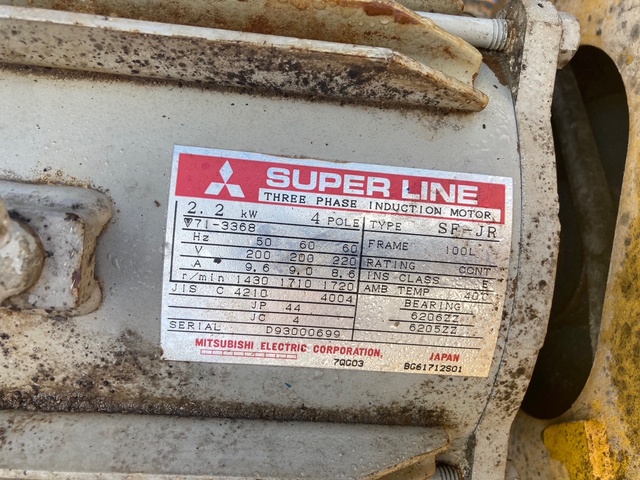 SUPER LINE
THREE PHASE INDUCTION MOTOR
2.2 kW 4 POLE TYPE SF-JR
▽71-3368 FRAME 100L
Hz 50 60 60 RATING CONT
V 200 200 220 INS CLASS E
A 9.6 9.0 8.6 AMB TEMP 40℃
r/min 1430 1710 1720 BEARING
JIS C 4210 4004 6206ZZ
JP 44 6205ZZ
JC 4
SERIAL D93000699
MITSUBISHI ELECTRIC CORPORATION, JAPAN
7QG03 BG61712S01